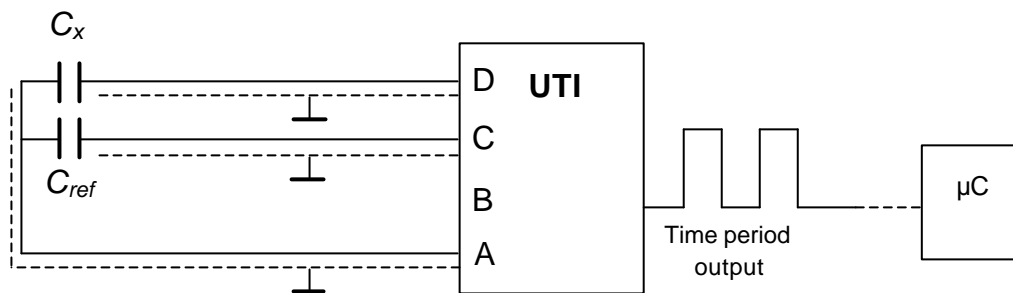 Cx
D
UTI
C
Cref
µC
B
A
Time period
output